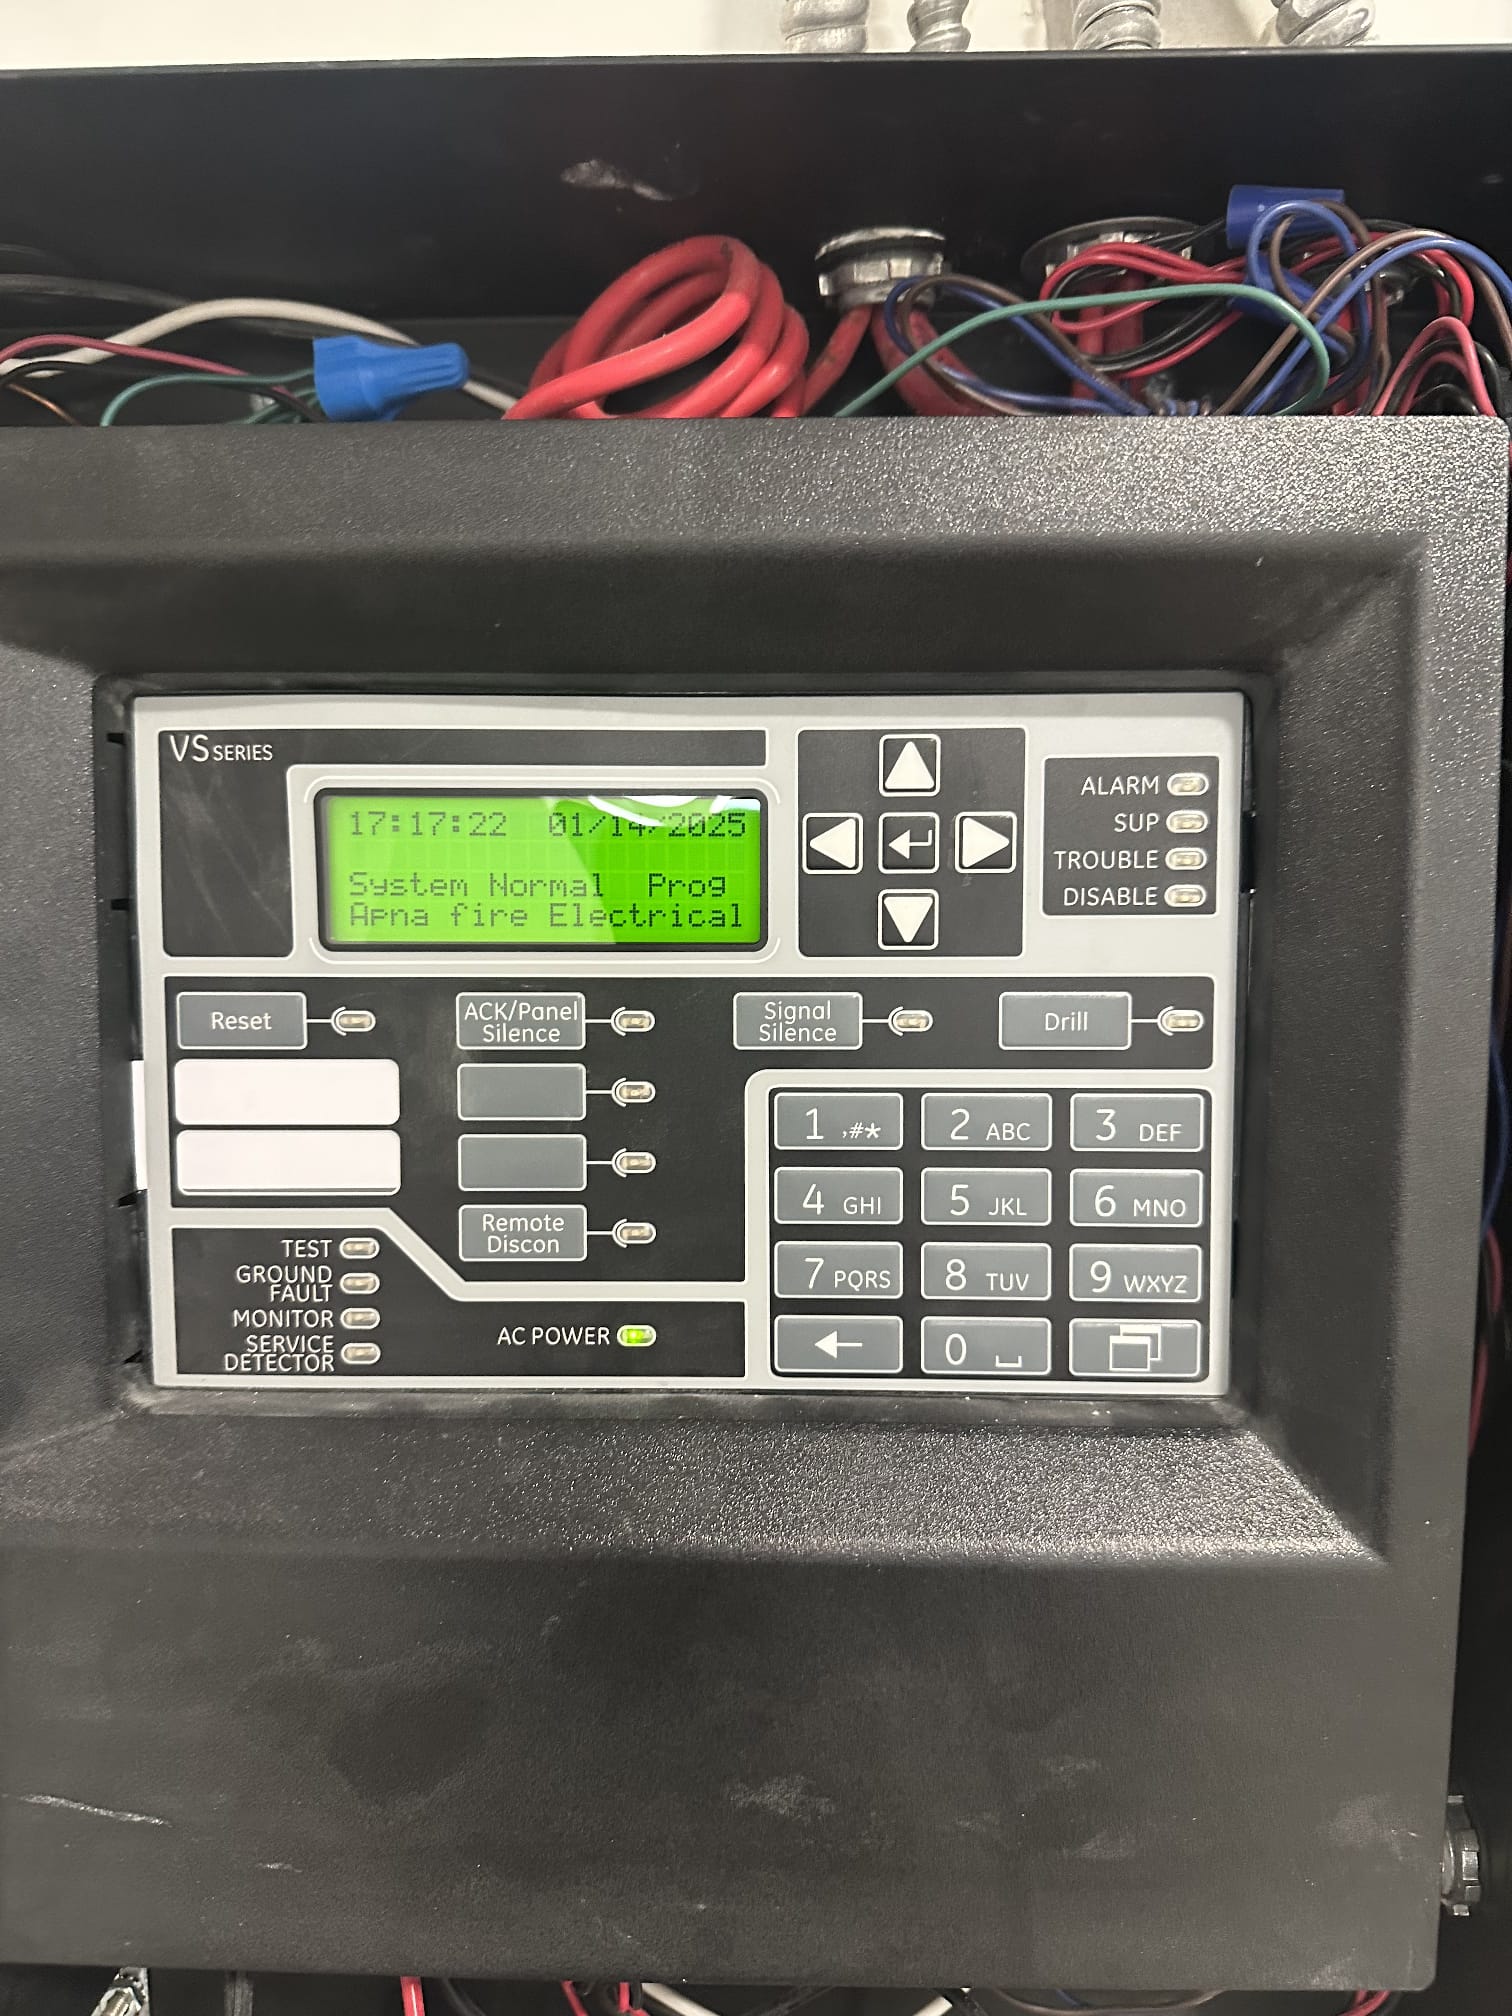 VS SERIES
17:17:22 01/14/2025
System Normal Prog
Apna fire Electrical
ALARM
SUP
TROUBLE
DISABLE
Reset
ACK/Panel
Silence
Signal
Silence
Drill
Remote
Discon
TEST
GROUND
FAULT
MONITOR
SERVICE
DETECTOR
AC POWER
1 ,#*
2 ABC
3 DEF
4 GHI
5 JKL
6 MNO
7 PQRS
8 TUV
9 WXYZ
0